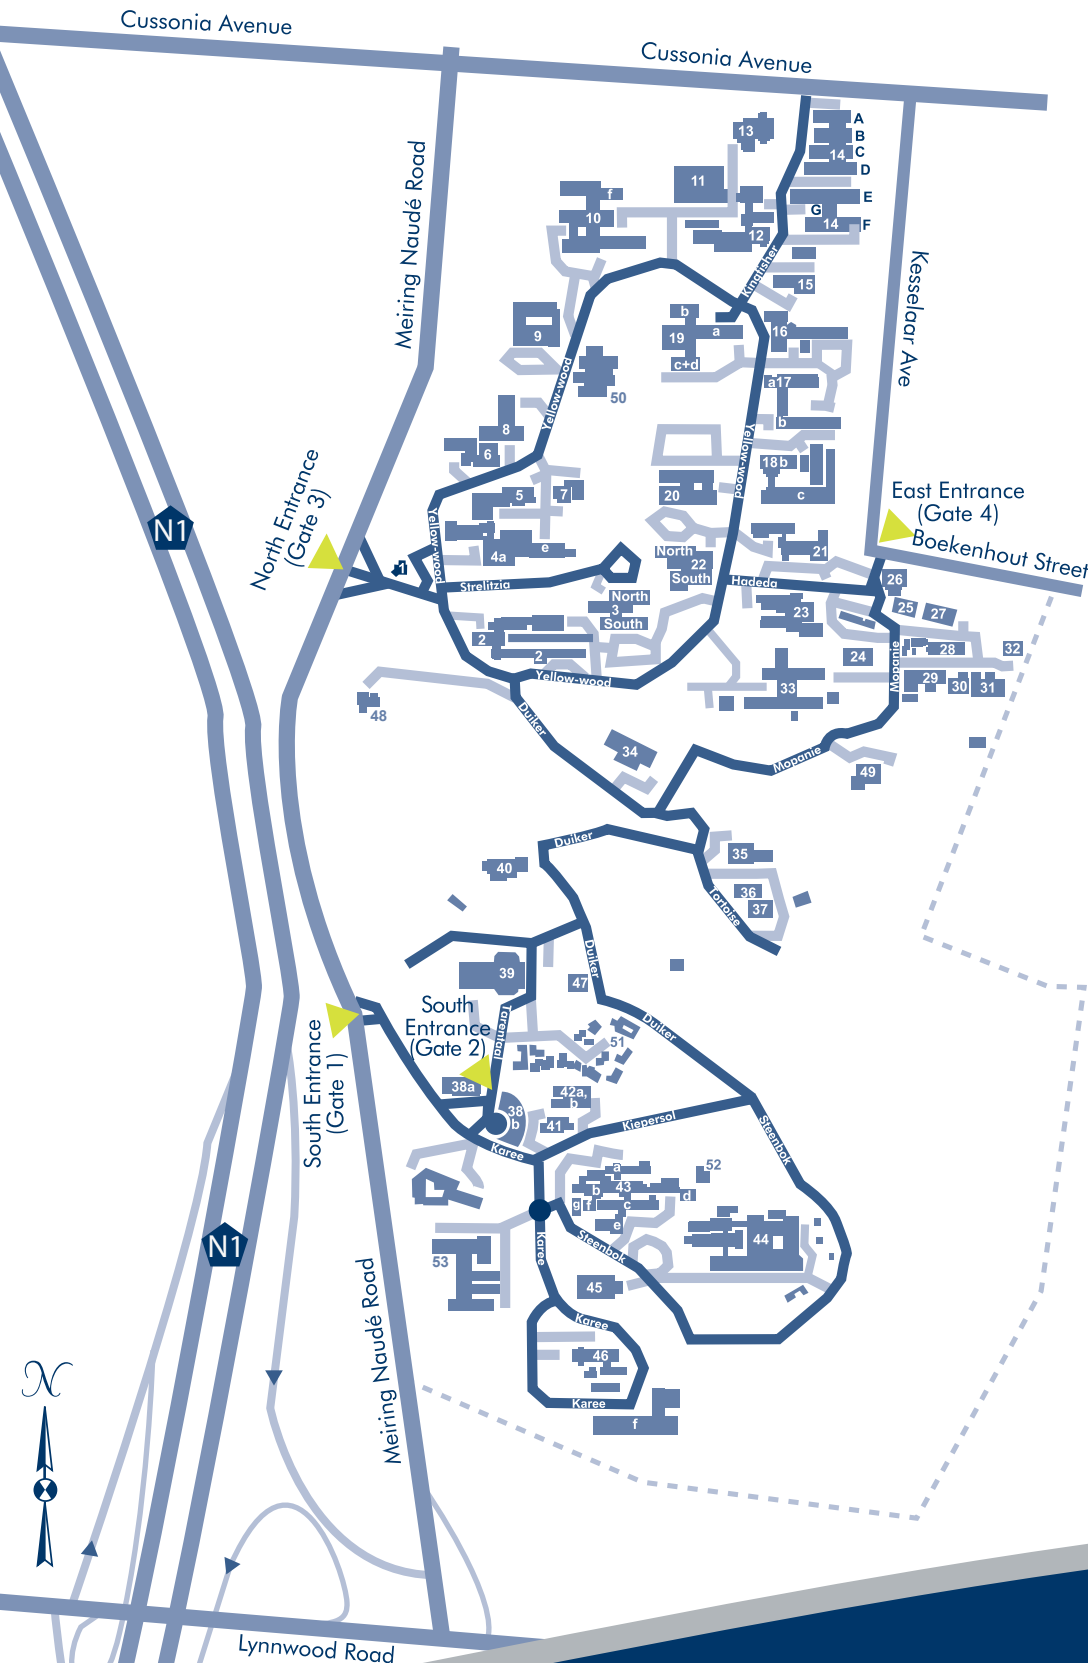 Cussonia Avenue
Cussonia Avenue
Meiring Naudé Road
Kesselaar Ave
13
A
B
C
14
D
E
G
14
F
11
f
10
12
Kingfisher
15
9
b
19
a
c+d
16
50
a17
b
Yellow-wood
8
6
18b
c
Yellow-wood
20
5
7
East Entrance
(Gate 4)
Boekenhout Street
N1
North Entrance
(Gate 3)
Yellow-wood
4a
e
1
Strelitzia
North
22
South
21
Hadeda
26
North
3
South
23
25
27
2
2
24
Mopanie
28
32
29
30
31
33
Yellow-wood
48
Duiker
34
Mopanie
49
Duiker
40
35
36
37
Tortoise
39
Duiker
47
South
Entrance
(Gate 2)
Tarentaal
Duiker
51
South Entrance
(Gate 1)
38a
38
b
42a,
b
41
Kiepersol
Karee
Steenbok
52
a
b
43
d
g
f
c
e
44
N1
53
Karee
Steenbok
45
Karee
46
Karee
f
Meiring Naudé Road
N
Lynnwood Road